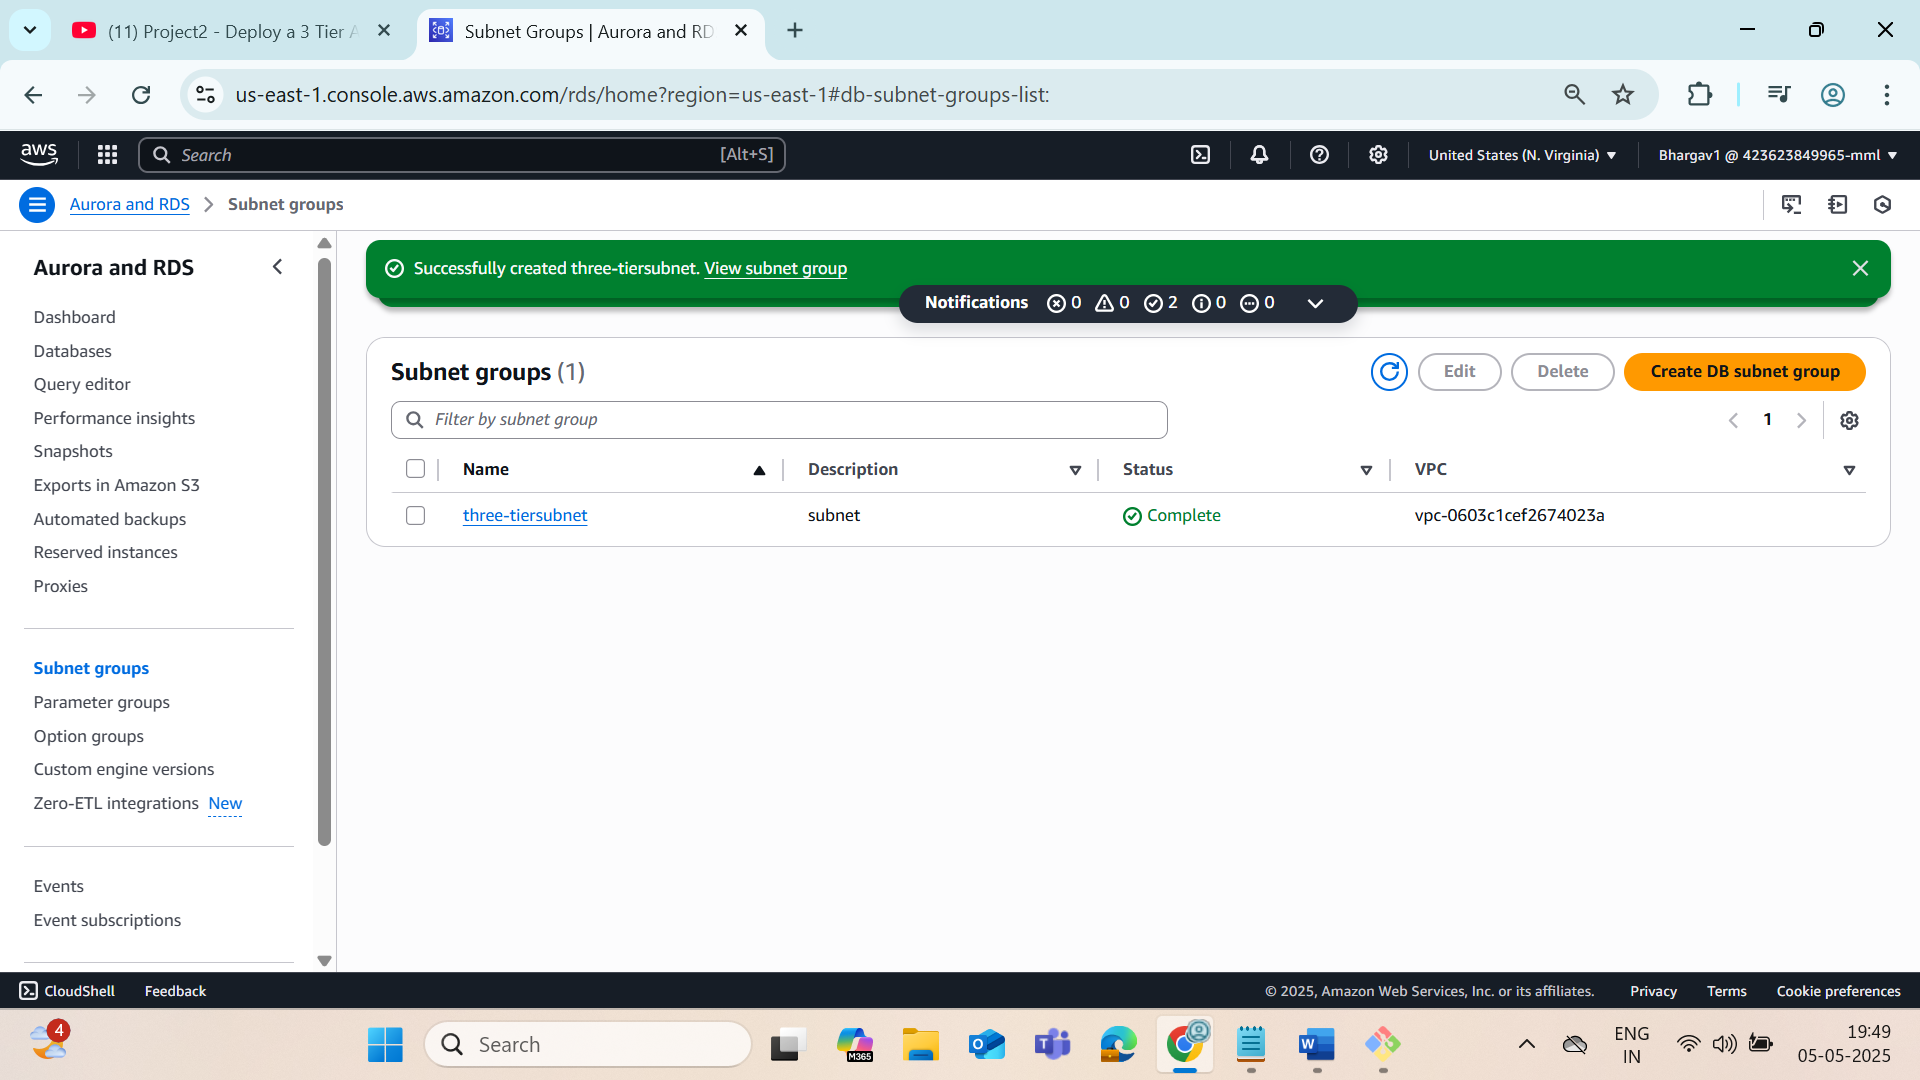 (11) Project2 - Deploy a 3 Tier A
Subnet Groups | Aurora and RD
us-east-1.console.aws.amazon.com/rds/home?region=us-east-1#db-subnet-groups-list:
aws
Search
[Alt+S]
United States (N. Virginia)
Bhargav1 @ 423623849965-mml
Aurora and RDS
Subnet groups
Aurora and RDS
Dashboard
Databases
Query editor
Performance insights
Snapshots
Exports in Amazon S3
Automated backups
Reserved instances
Proxies
Subnet groups
Parameter groups
Option groups
Custom engine versions
Zero-ETL integrations New
Events
Event subscriptions
Successfully created three-tiersubnet. View subnet group
Notifications 0 0 2 0 0
Subnet groups (1)
Edit
Delete
Create DB subnet group
Filter by subnet group
1
Name Description Status VPC
three-tiersubnet subnet Complete vpc-0603c1cef2674023a
CloudShell
Feedback
© 2025, Amazon Web Services, Inc. or its affiliates.
Privacy
Terms
Cookie preferences
4
Search
M365
ENG
IN
19:49
05-05-2025